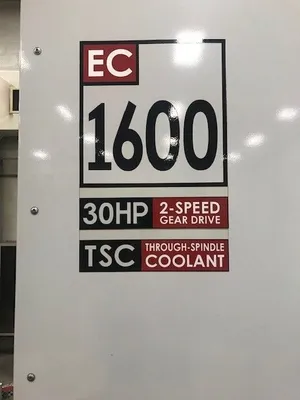 EC
1600
30HP 2-SPEED
GEAR DRIVE
TSC THROUGH-SPINDLE
COOLANT